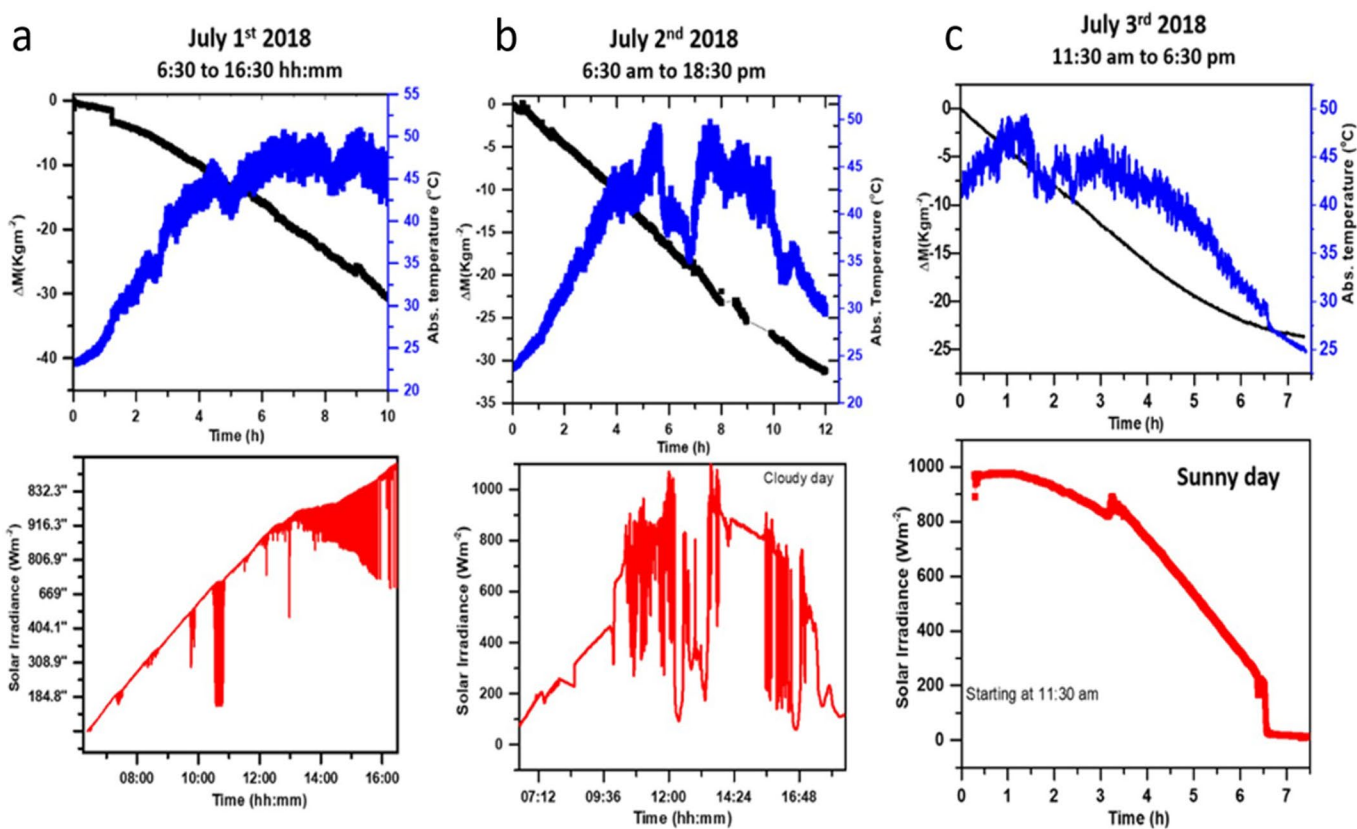 a
July 1st 2018
6:30 to 16:30 hh:mm
0
-10
-20
-30
-40
ΔM(Kgm-2)
55
50
45
40
35
30
25
20
Abs. temperature (°C)
0 2 4 6 8 10
Time (h)
832.3"
916.3"
806.9"
669"
404.1"
308.9"
184.8"
Solar Irradiance (Wm-2)
08:00 10:00 12:00 14:00 16:00
Time (hh:mm)
b
July 2nd 2018
6:30 am to 18:30 pm
0
-5
-10
-15
-20
-25
-30
-35
ΔM(Kgm-2)
50
45
40
35
30
25
20
Abs. Temperature (°C)
0 2 4 6 8 10 12
Time (h)
Cloudy day
1000
800
600
400
200
0
Solar Irradiance (Wm-2)
07:12 09:36 12:00 14:24 16:48
Time (hh:mm)
c
July 3rd 2018
11:30 am to 6:30 pm
0
-5
-10
-15
-20
-25
ΔM(Kgm-2)
50
45
40
35
30
25
Abs. temperature (°C)
0 1 2 3 4 5 6 7
Time (h)
Sunny day
1000
800
600
400
200
0
Solar Irradiance (Wm-2)
Starting at 11:30 am
0 1 2 3 4 5 6 7
Time (h)